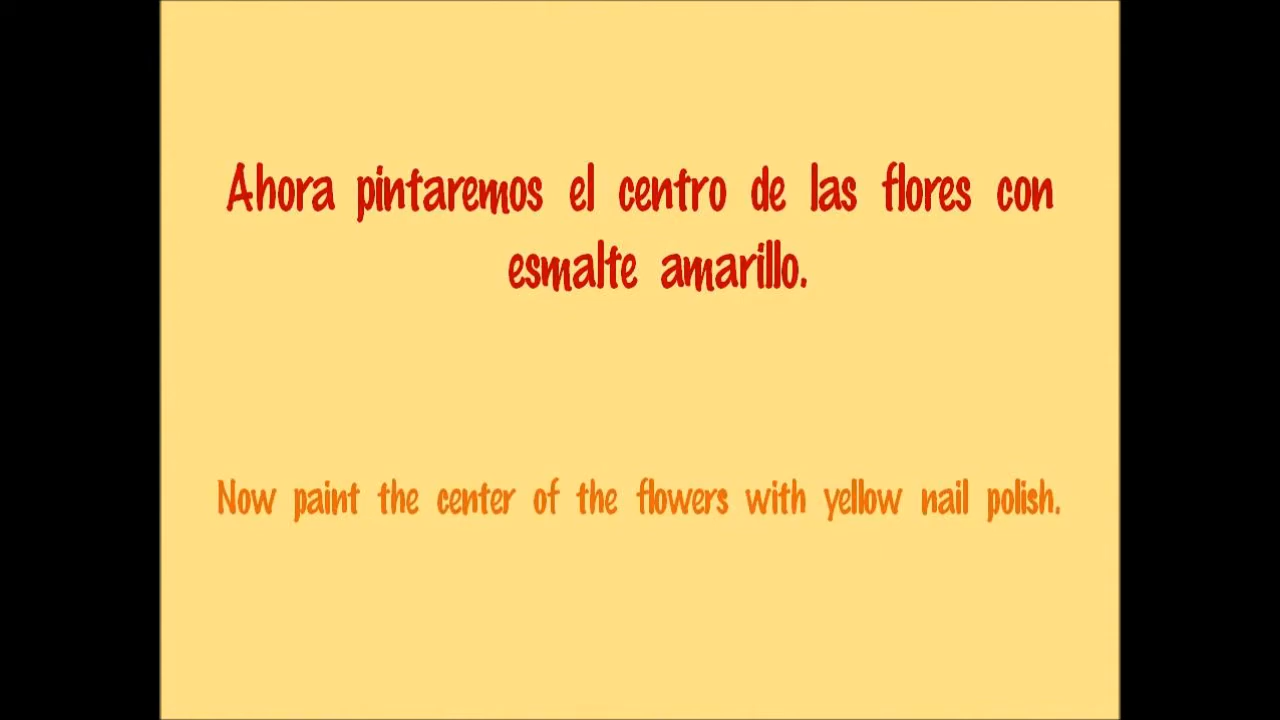 Ahora pintaremos el centro de las flores con
esmalte amarillo.
Now paint the center of the flowers with yellow nail polish.